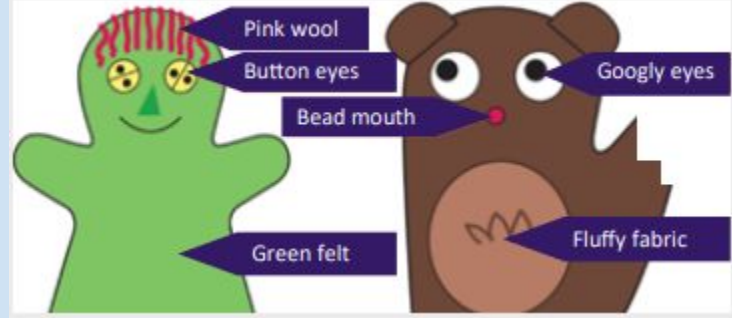 Pink wool
Button eyes
Googly eyes
Bead mouth
Fluffy fabric
Green felt